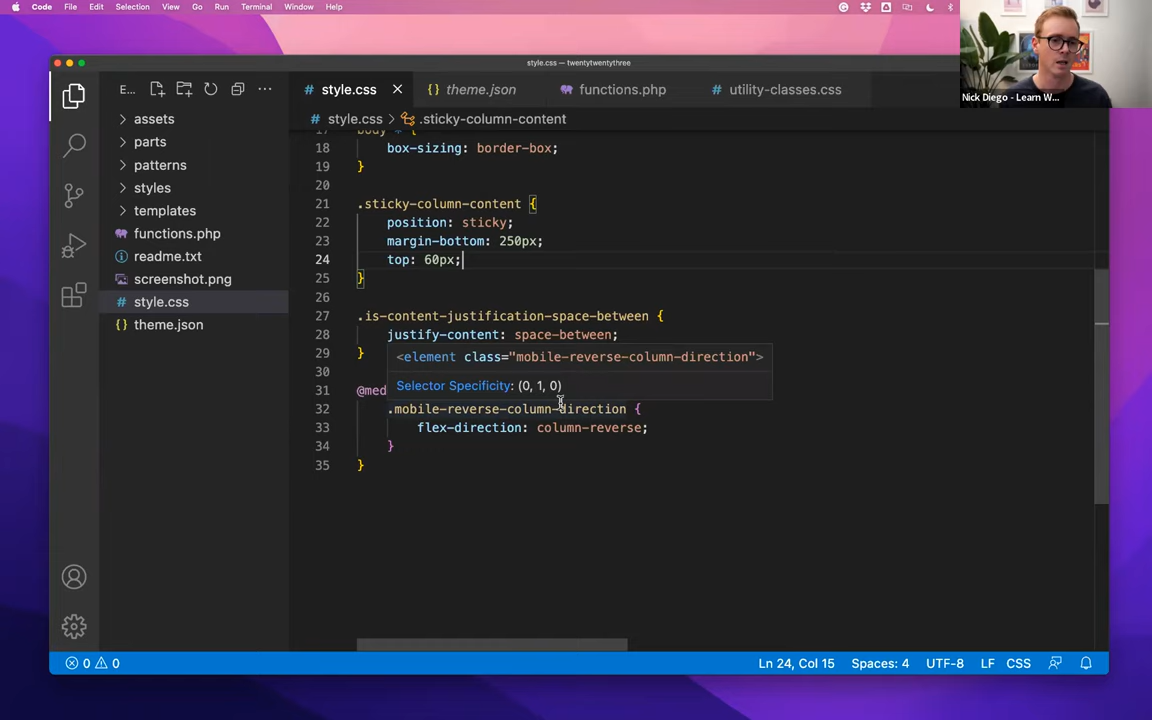 Code File Edit Selection View Go Run Terminal Window Help
style.css — twentytwentythree
Nick Diego - Learn W...
E...
style.css
theme.json
functions.php
utility-classes.css
style.css > .sticky-column-content
assets
parts
patterns
styles
templates
functions.php
readme.txt
screenshot.png
style.css
theme.json
17 body * {
18 box-sizing: border-box;
19 }
20
21 .sticky-column-content {
22 position: sticky;
23 margin-bottom: 250px;
24 top: 60px;
25 }
26
27 .is-content-justification-space-between {
28 justify-content: space-between;
29 }
<element class="mobile-reverse-column-direction">
30
Selector Specificity: (0, 1, 0)
31 @med
32 .mobile-reverse-column-direction {
33 flex-direction: column-reverse;
34 }
35 }
0 0
Ln 24, Col 15 Spaces: 4 UTF-8 LF CSS